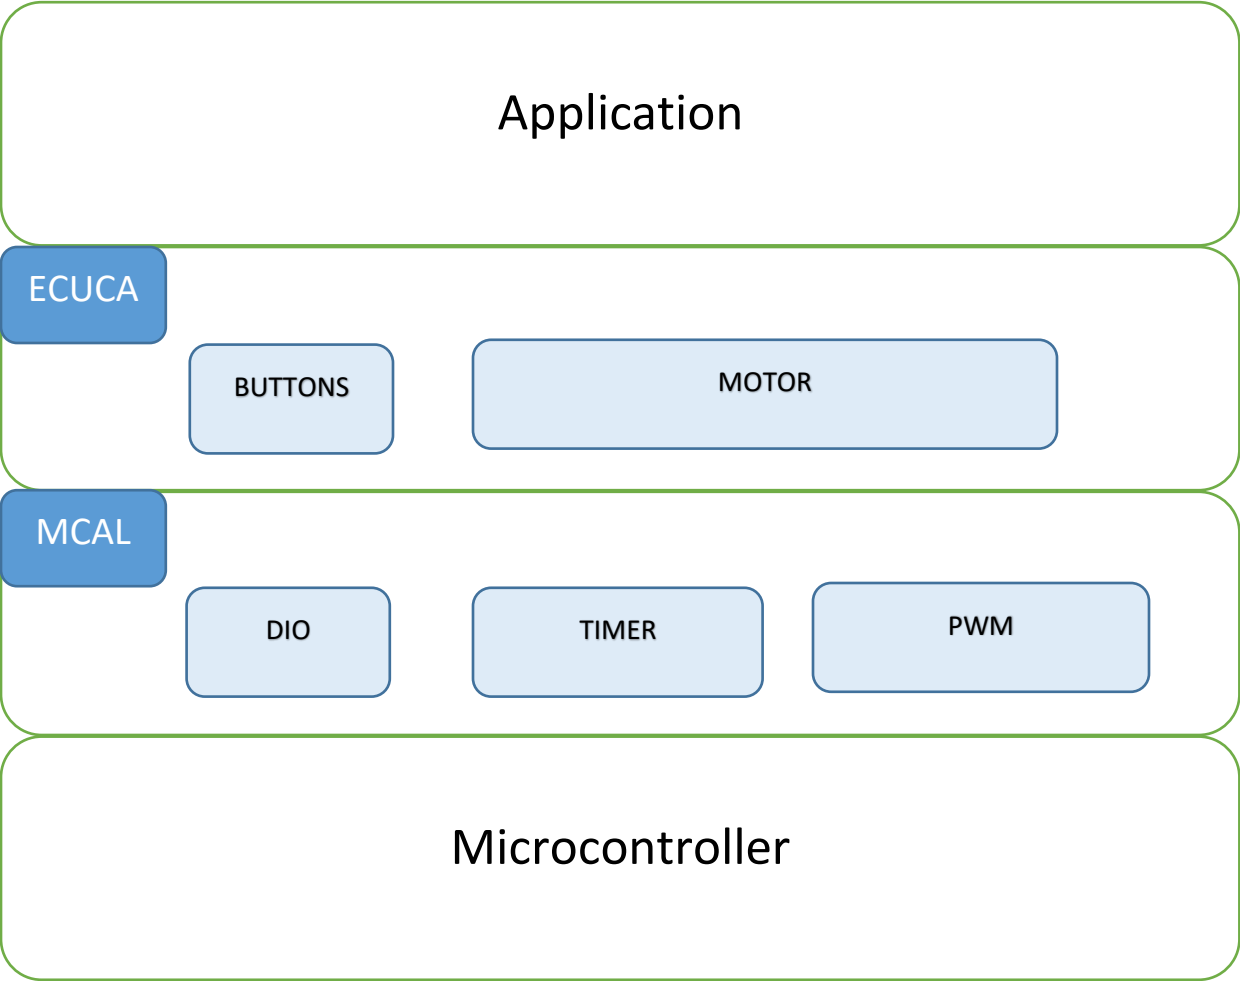 Application
ECUCA
BUTTONS
MOTOR
MCAL
DIO
TIMER
PWM
Microcontroller